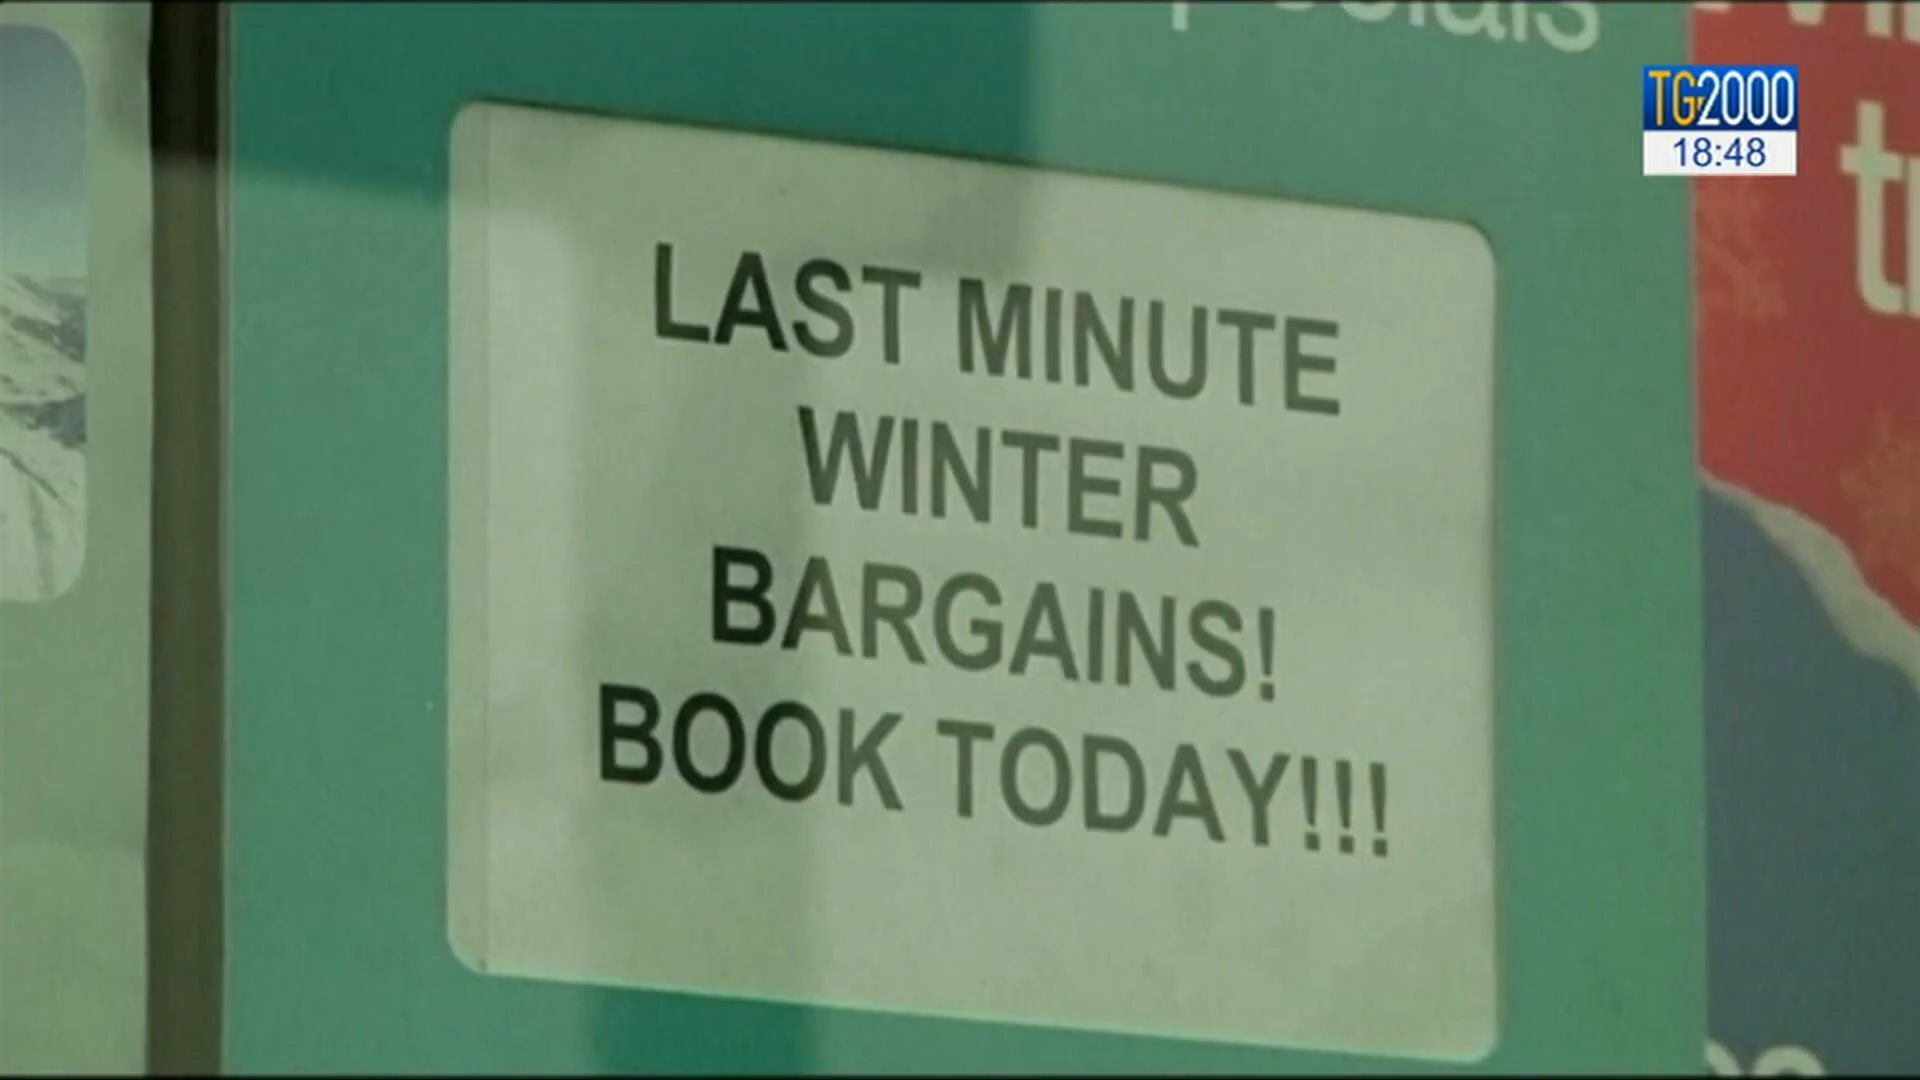 TG2000
18:48
LAST MINUTE
WINTER
BARGAINS!
BOOK TODAY!!!